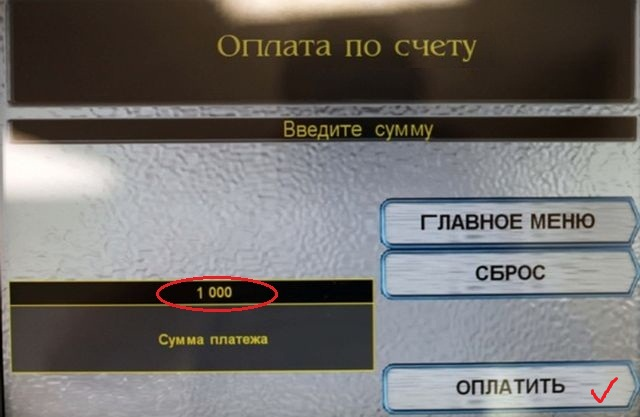 Оплата по счету
Введите сумму
ГЛАВНОЕ МЕНЮ
СБРОС
1 000
Сумма платежа
ОПЛАТИТЬ